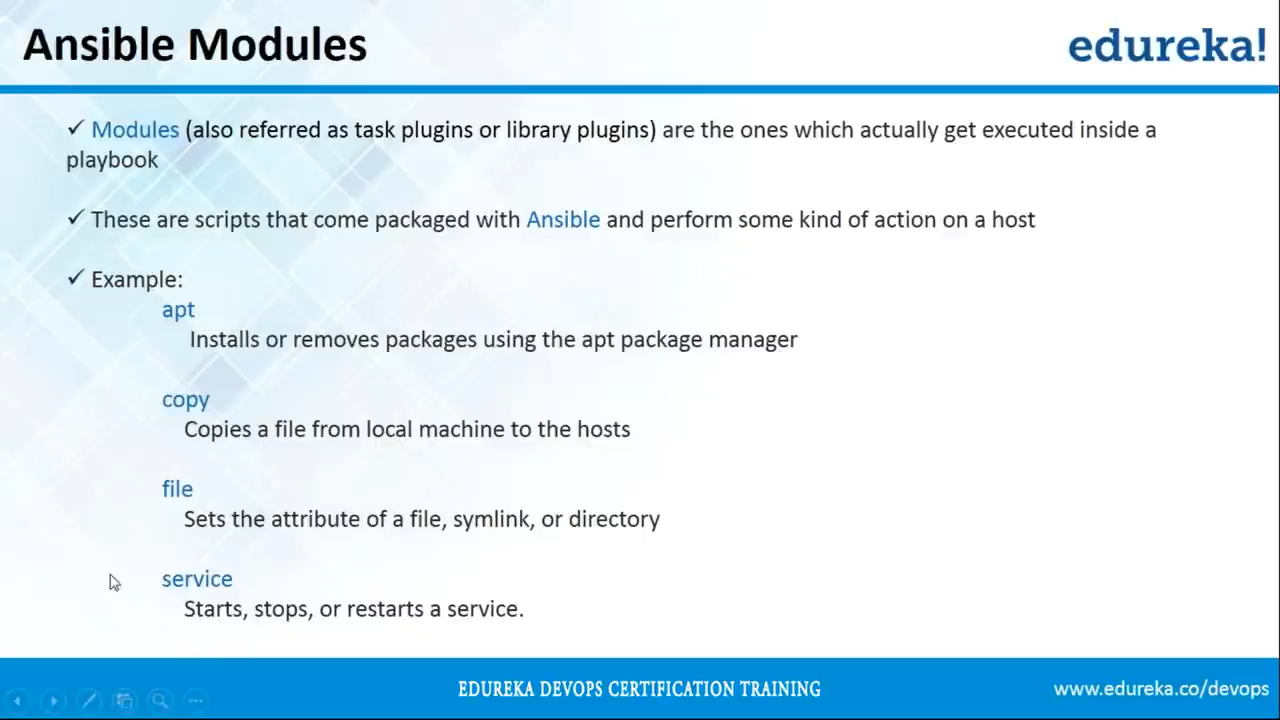 Ansible Modules
edureka!
✓ Modules (also referred as task plugins or library plugins) are the ones which actually get executed inside a
playbook
✓ These are scripts that come packaged with Ansible and perform some kind of action on a host
✓ Example:
apt
Installs or removes packages using the apt package manager
copy
Copies a file from local machine to the hosts
file
Sets the attribute of a file, symlink, or directory
service
Starts, stops, or restarts a service.
EDUREKA DEVOPS CERTIFICATION TRAINING
www.edureka.co/devops